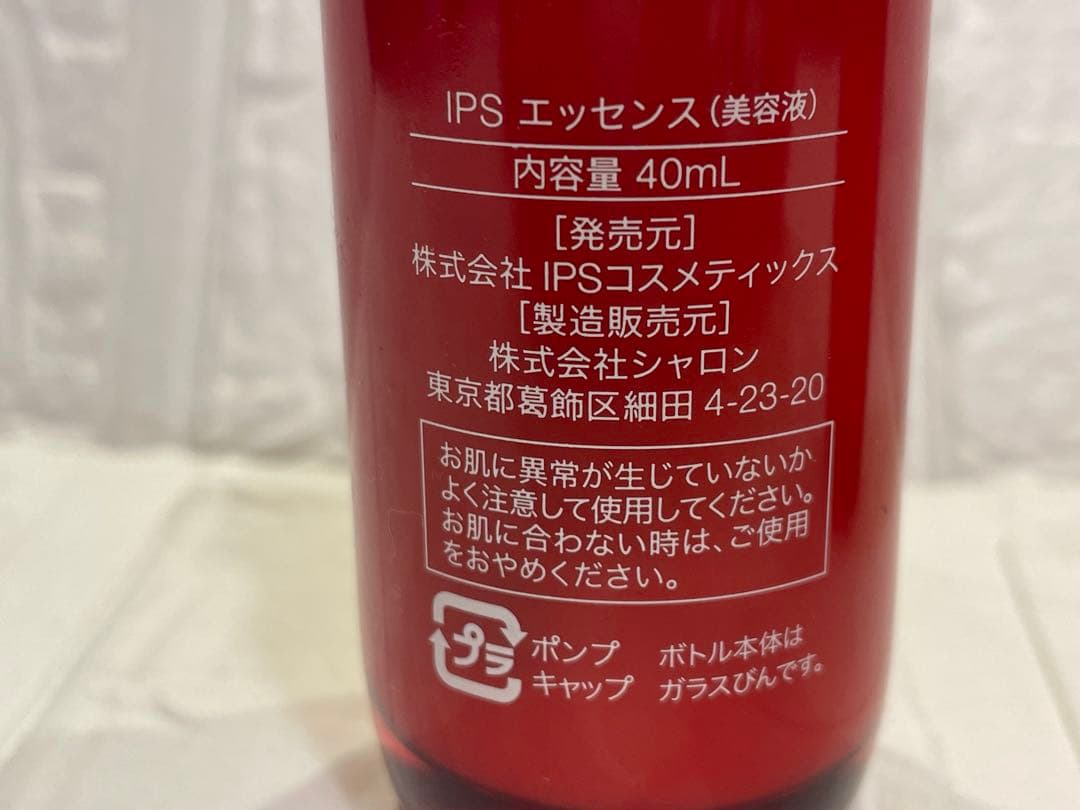 IPS エッセンス(美容液)
内容量 40mL
[発売元]
株式会社 IPSコスメティックス
[製造販売元]
株式会社シャロン
東京都葛飾区細田 4-23-20
お肌に異常が生じていないか
よく注意して使用してください。
お肌に合わない時は、ご使用
をおやめください。
プラ
ポンプ
キャップ
ボトル本体は
ガラスびんです。